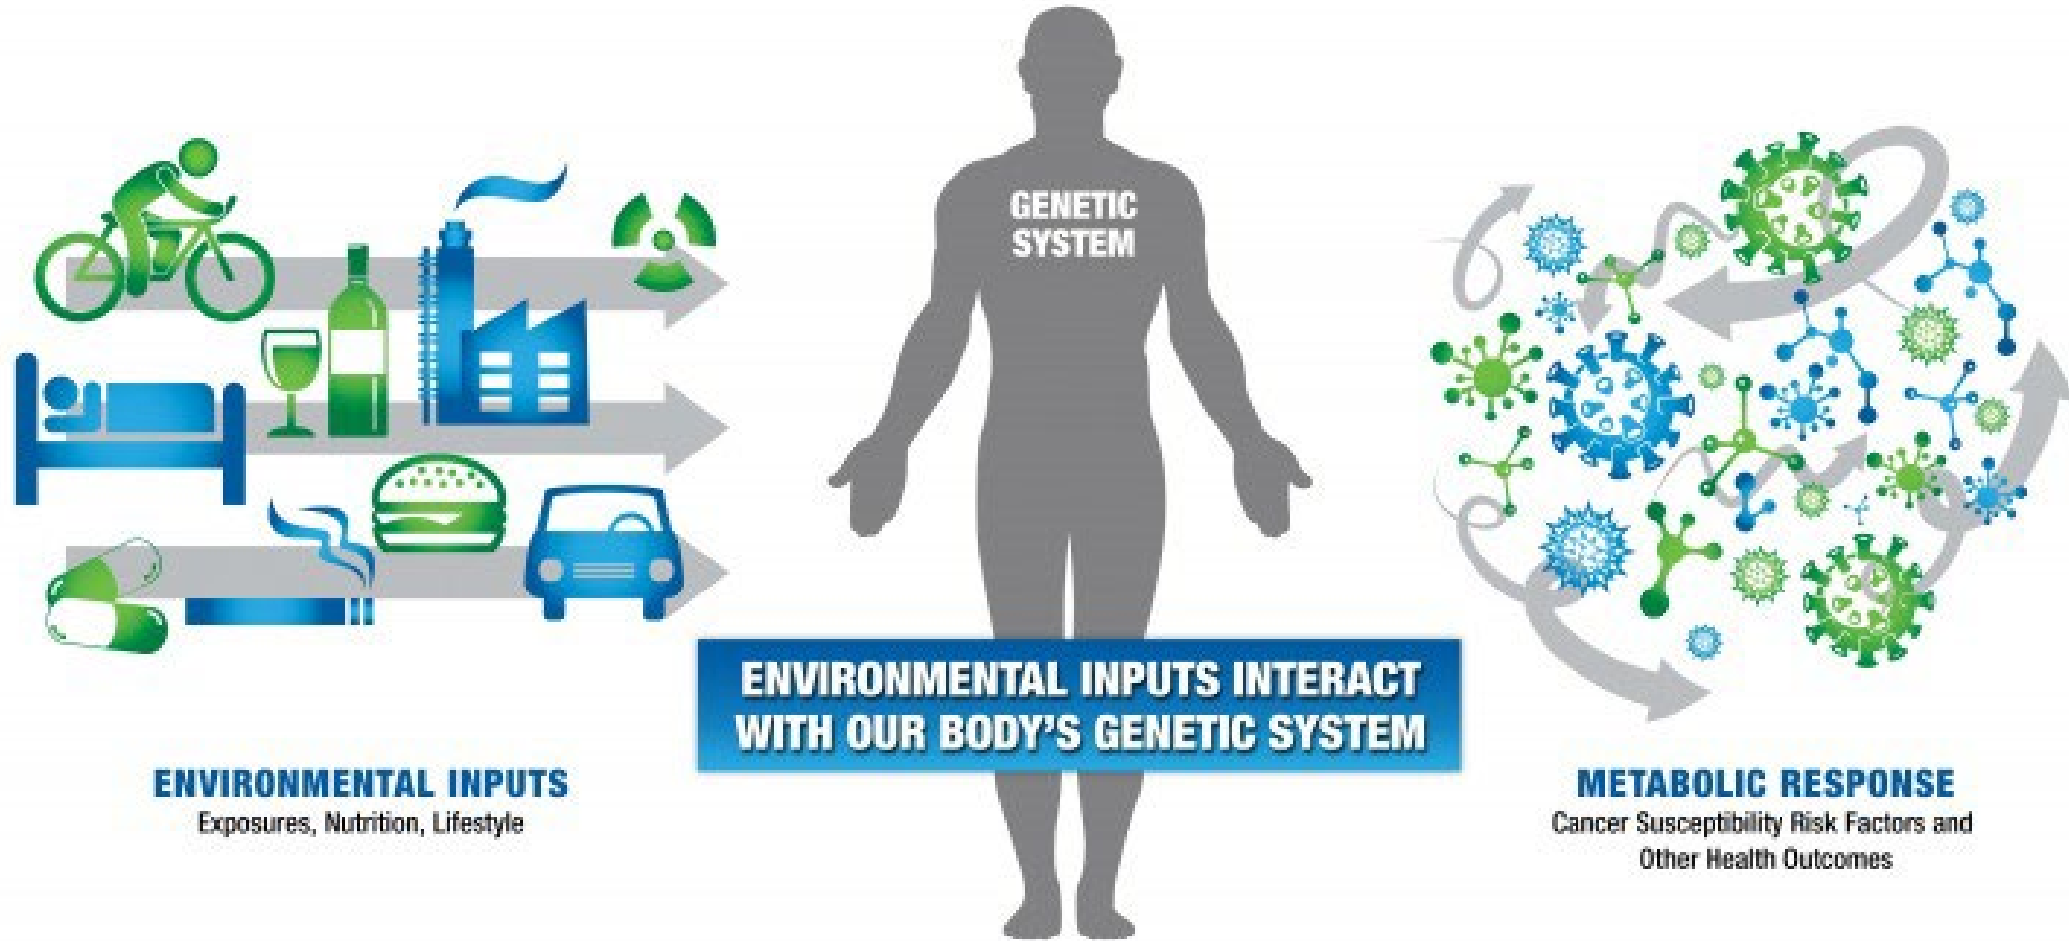 GENETIC
SYSTEM
ENVIRONMENTAL INPUTS INTERACT
WITH OUR BODY'S GENETIC SYSTEM
ENVIRONMENTAL INPUTS
Exposures, Nutrition, Lifestyle
METABOLIC RESPONSE
Cancer Susceptibility Risk Factors and
Other Health Outcomes